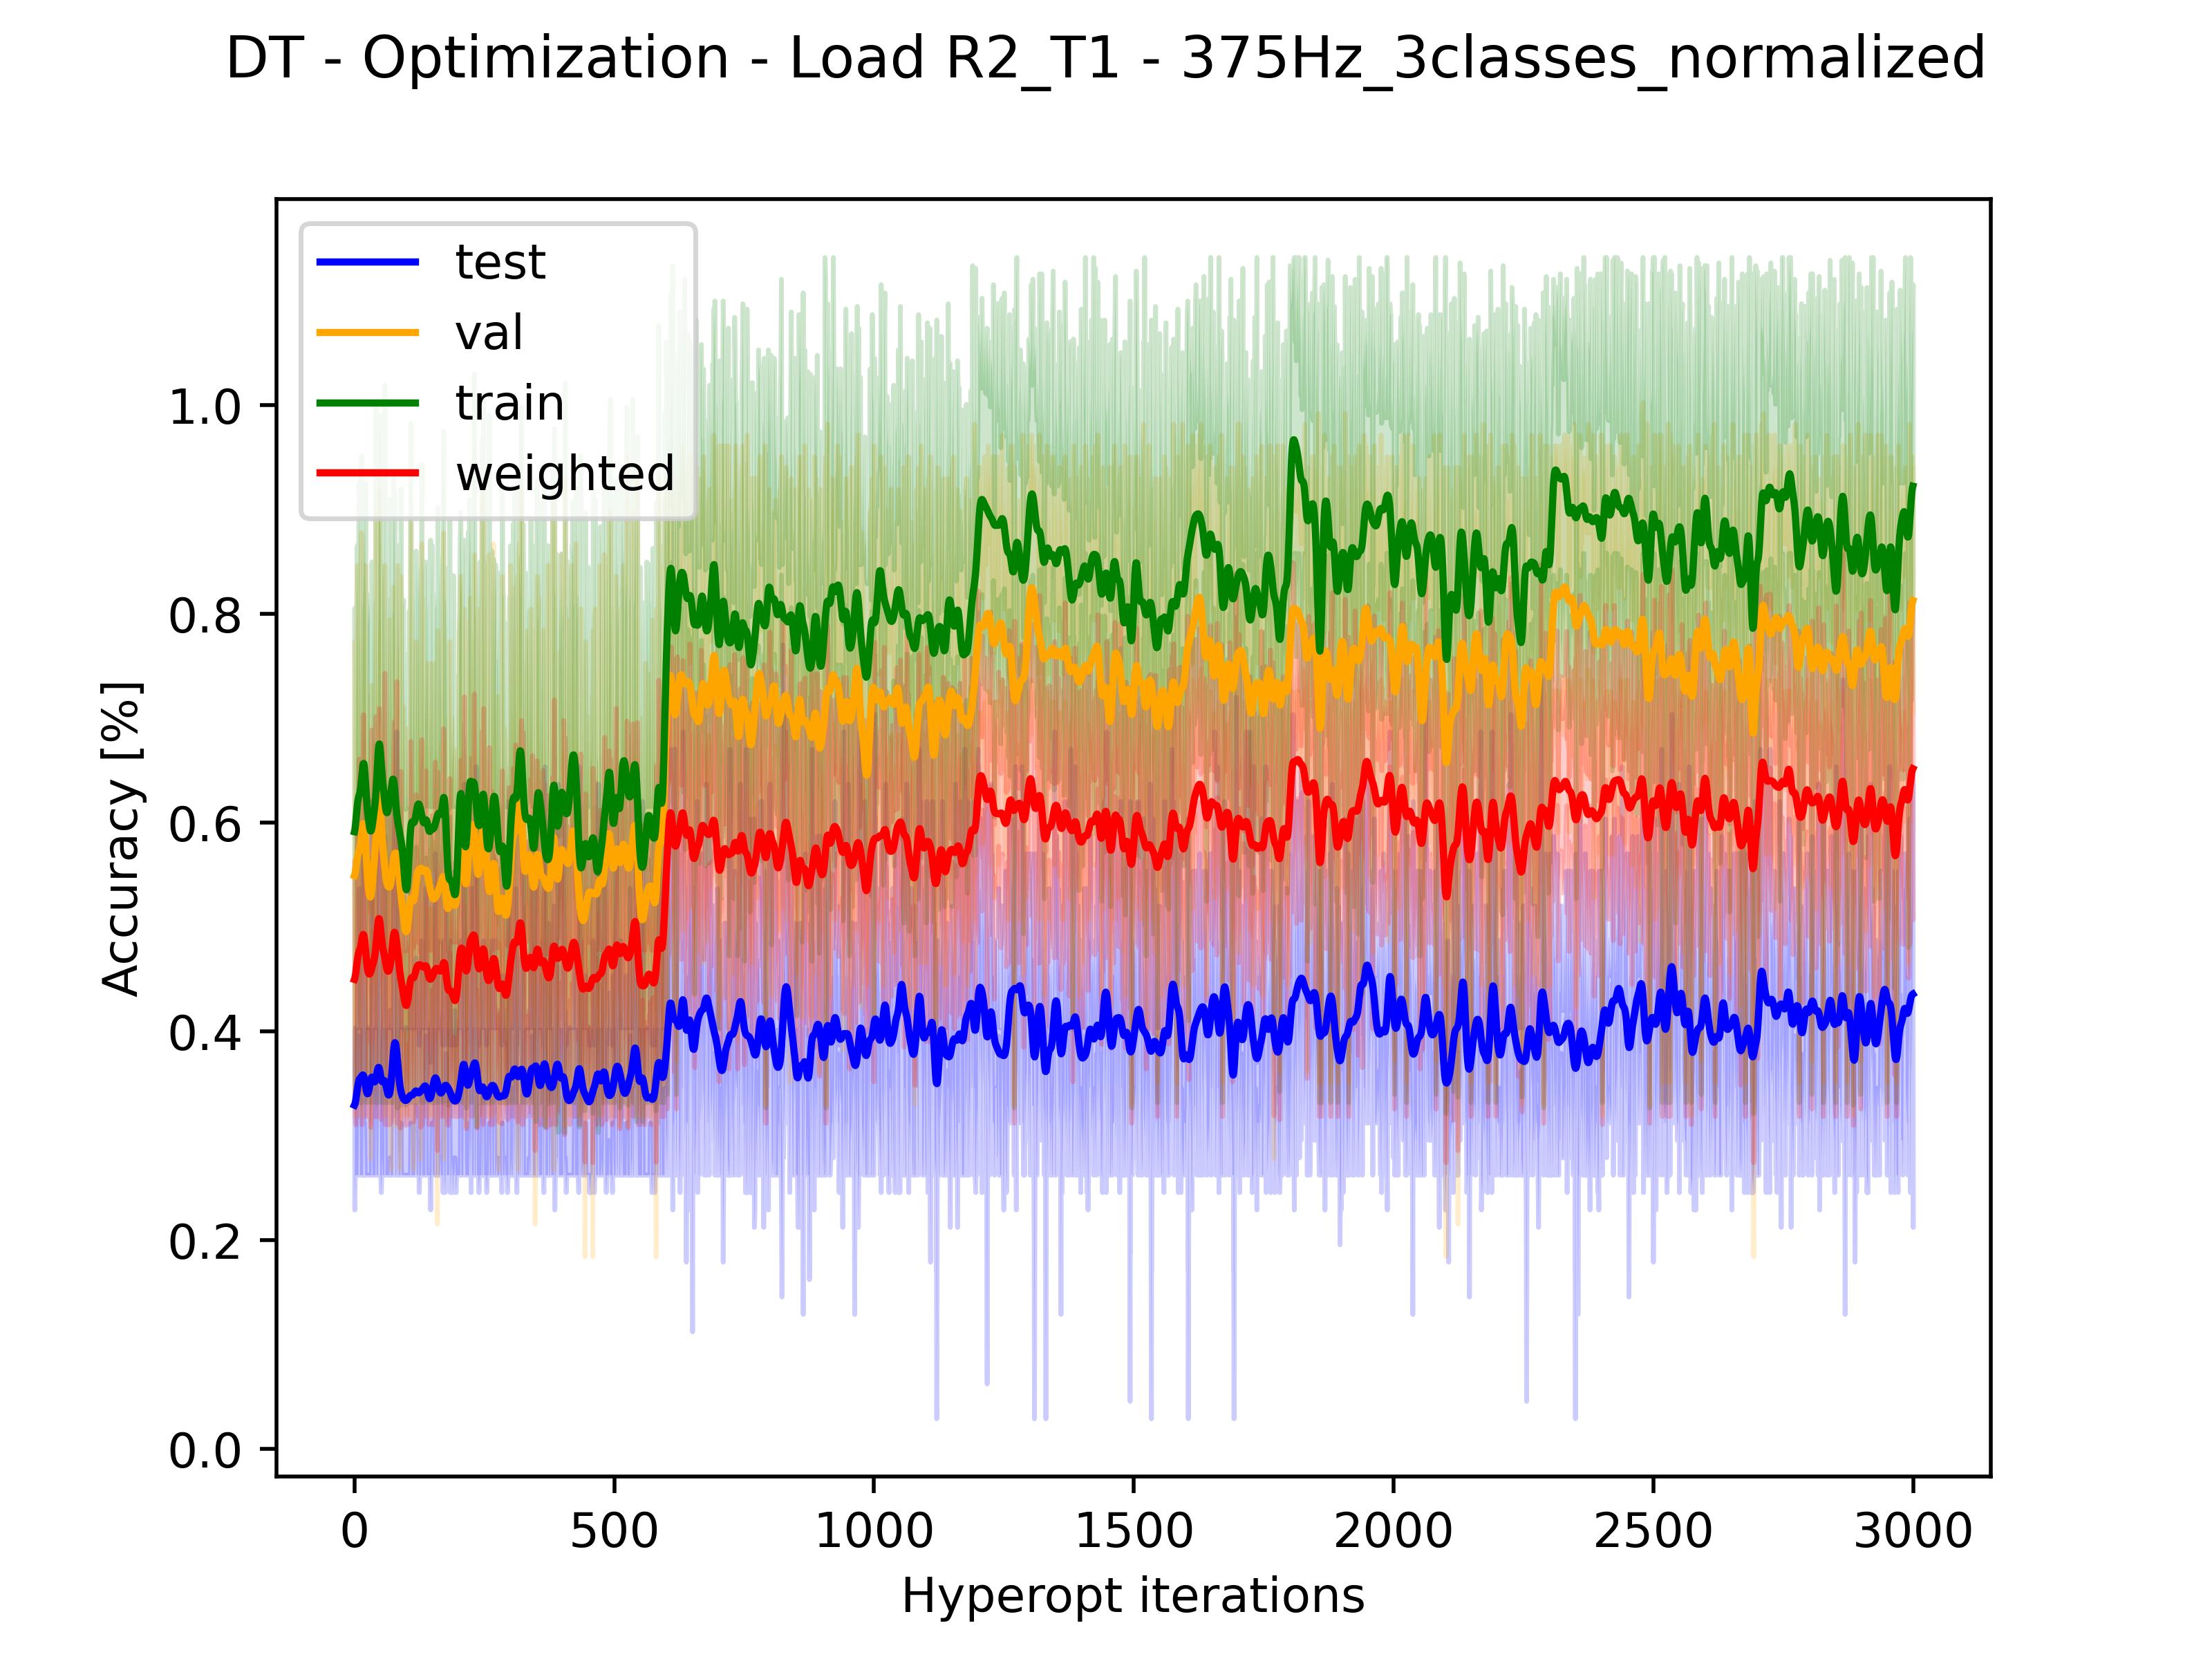 DT - Optimization - Load R2_T1 - 375Hz_3classes_normalized
test
val
train
weighted
Accuracy [%]
1.0
0.8
0.6
0.4
0.2
0.0
0 500 1000 1500 2000 2500 3000
Hyperopt iterations